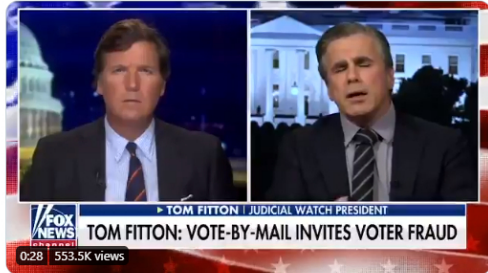 TOM FITTON | JUDICIAL WATCH PRESIDENT
FOX
NEWS
channel
TOM FITTON: VOTE-BY-MAIL INVITES VOTER FRAUD
0:28
553.5K views